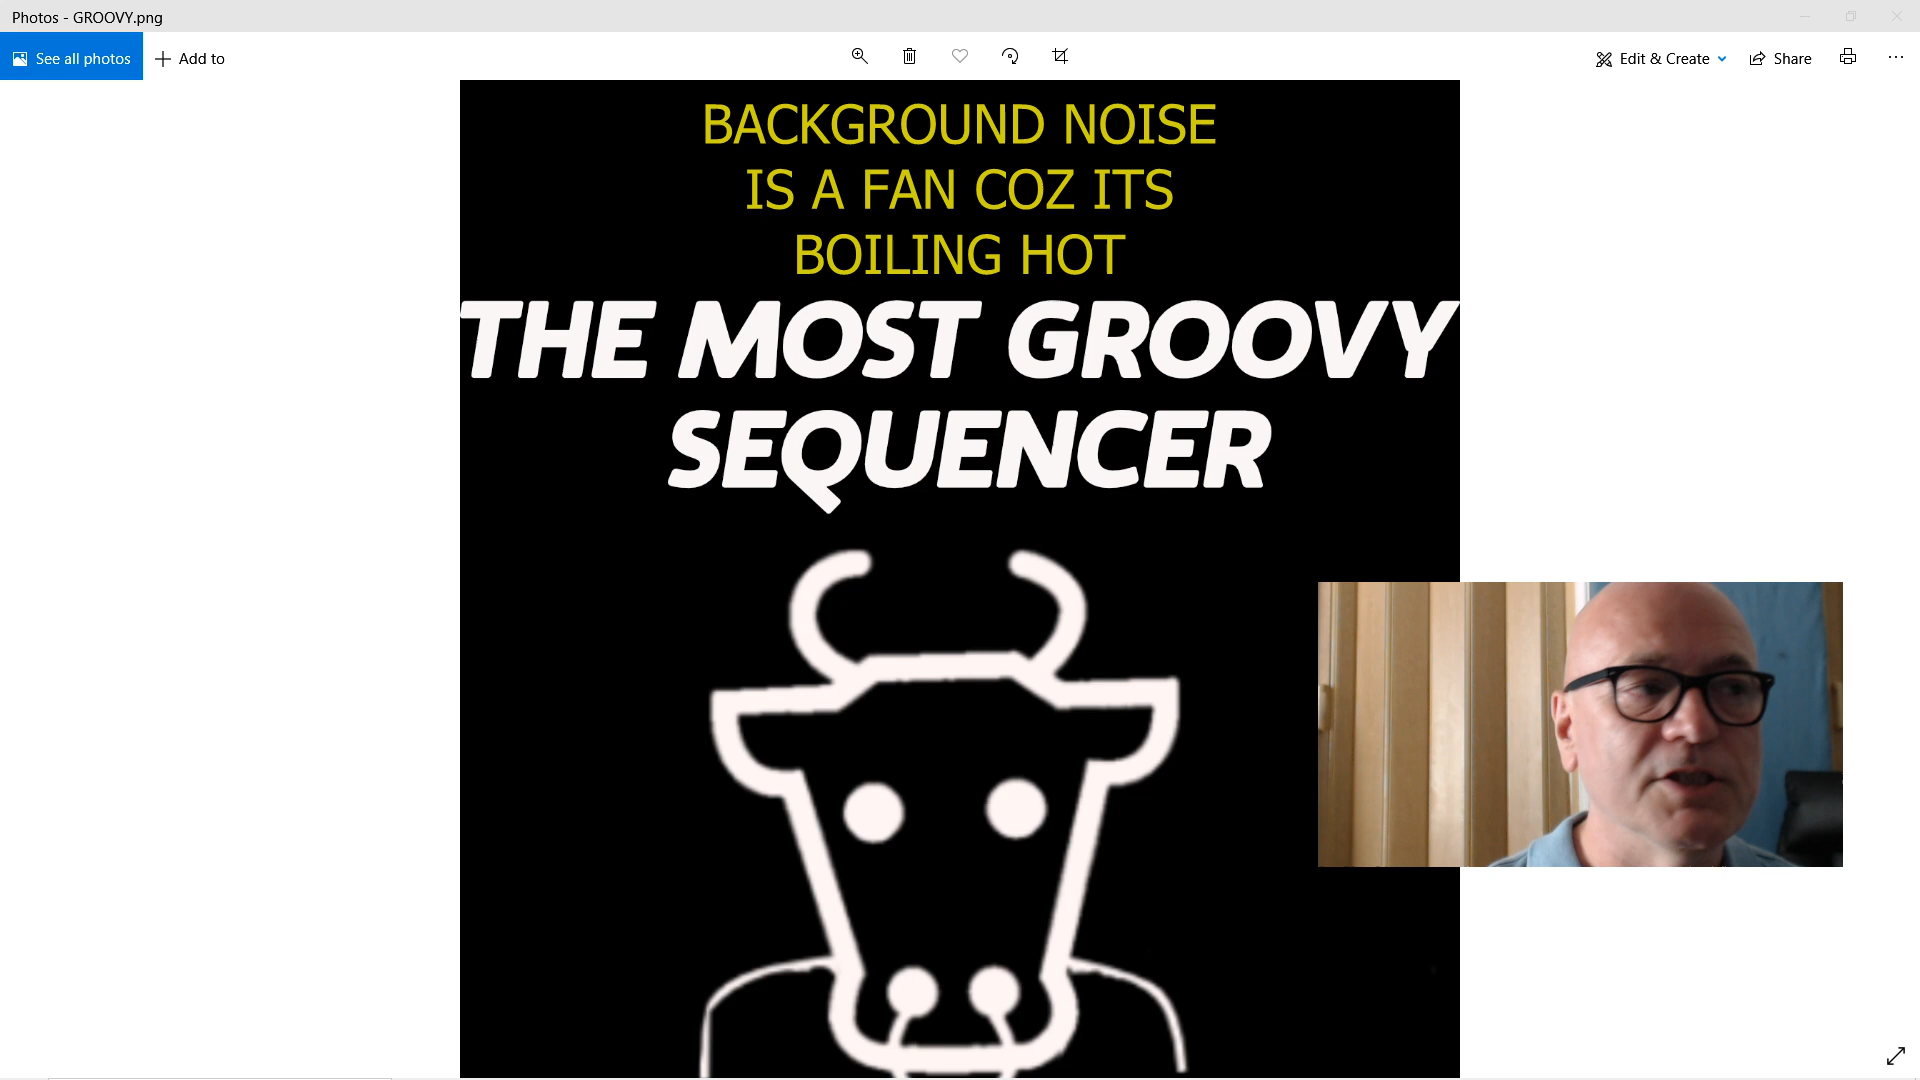 Photos - GROOVY.png
See all photos
Add to
Edit & Create
Share
BACKGROUND NOISE
IS A FAN COZ ITS
BOILING HOT
THE MOST GROOVY
SEQUENCER